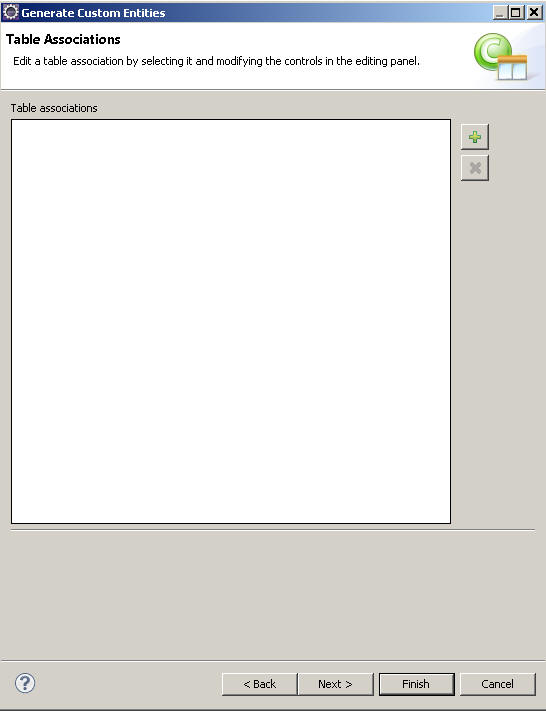 Generate Custom Entities
Table Associations
Edit a table association by selecting it and modifying the controls in the editing panel.
C
Table associations
?
< Back
Next >
Finish
Cancel